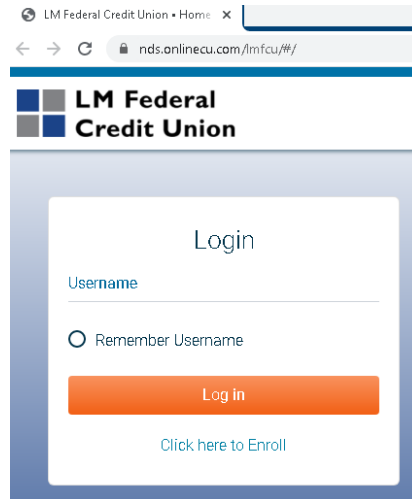 LM Federal Credit Union • Home
nds.onlinecu.com/lmfcu/#/
LM Federal
Credit Union
Login
Username
Remember Username
Log in
Click here to Enroll